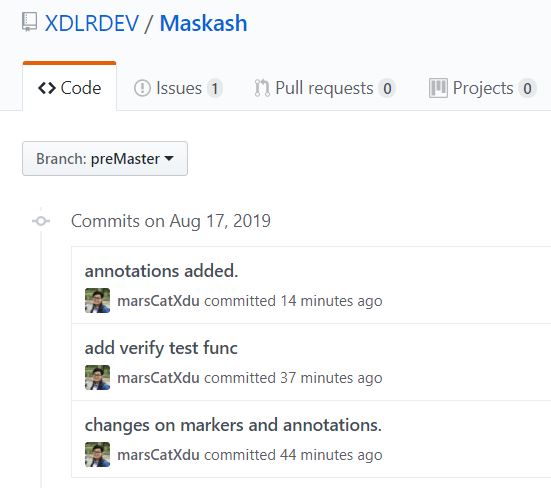 XDLRDEV / Maskash
Code Issues 1 Pull requests 0 Projects 0
Branch: preMaster
Commits on Aug 17, 2019
annotations added.
marsCatXdu committed 14 minutes ago
add verify test func
marsCatXdu committed 37 minutes ago
changes on markers and annotations.
marsCatXdu committed 44 minutes ago